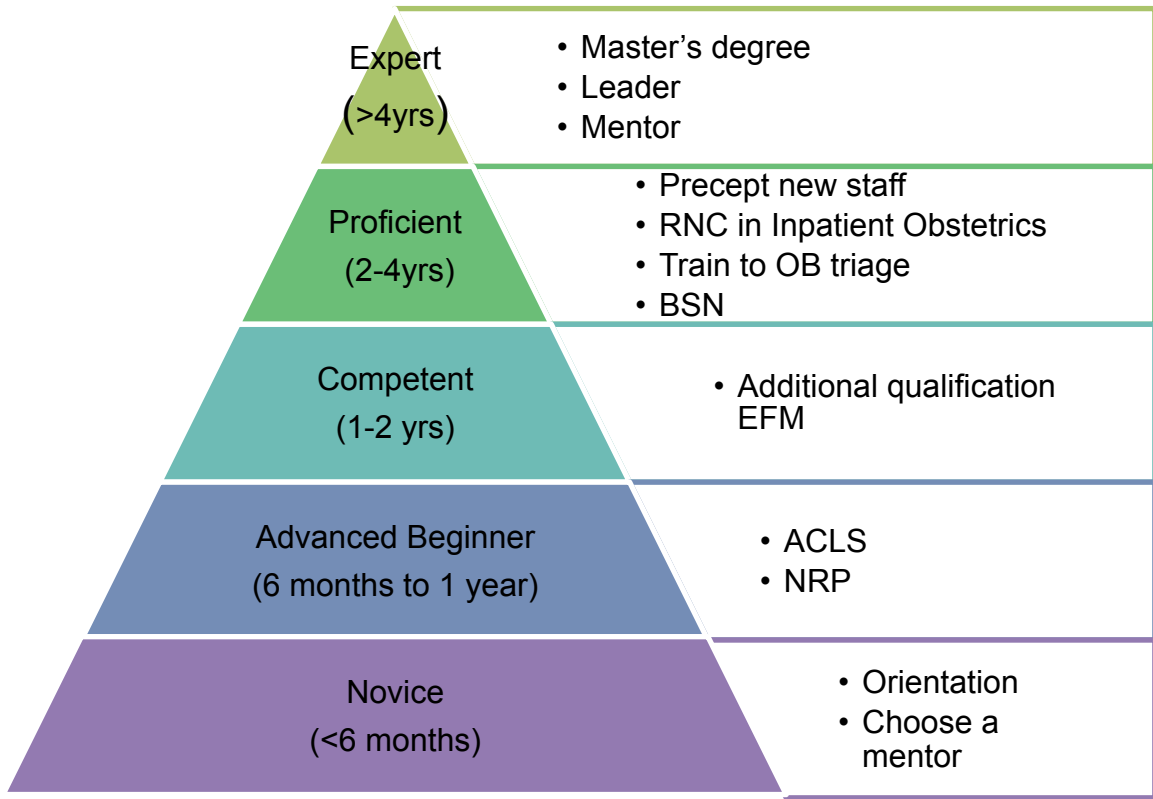 Expert
(>4yrs)
• Master's degree
• Leader
• Mentor
Proficient
(2-4yrs)
• Precept new staff
• RNC in Inpatient Obstetrics
• Train to OB triage
• BSN
Competent
(1-2 yrs)
• Additional qualification
EFM
Advanced Beginner
(6 months to 1 year)
• ACLS
• NRP
Novice
(<6 months)
• Orientation
• Choose a
mentor